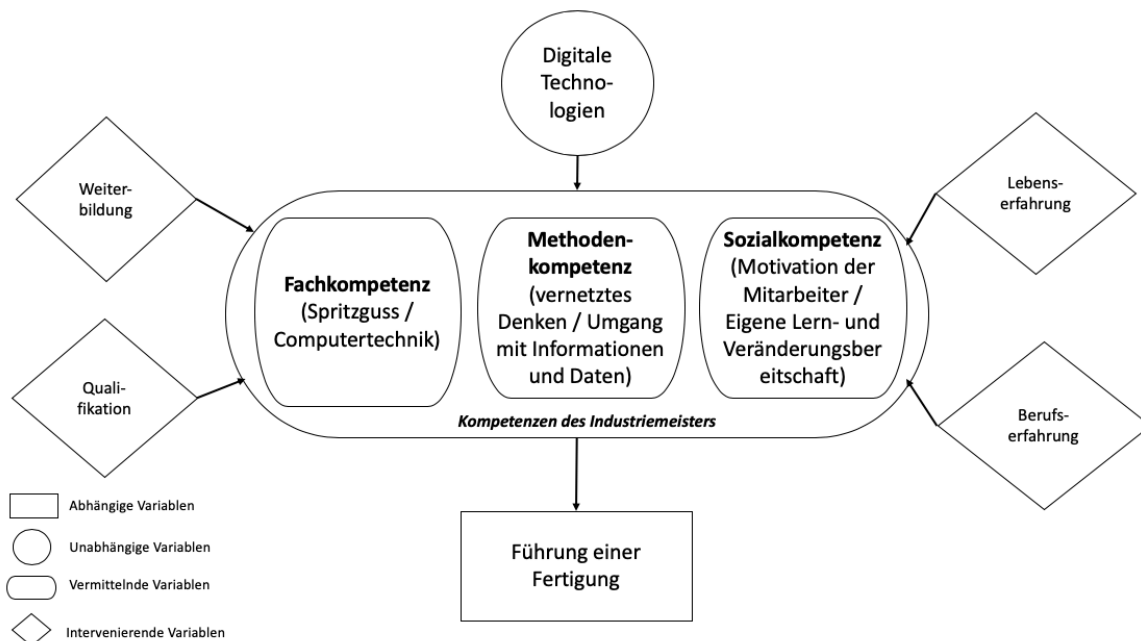 Digitale
Techno-
logien
Weiter-
bildung
Lebens-
erfahrung
Fachkompetenz
(Spritzguss /
Computertechnik)
Methoden-
kompetenz
(vernetztes
Denken / Umgang
mit Informationen
und Daten)
Sozialkompetenz
(Motivation der
Mitarbeiter /
Eigene Lern- und
Veränderungsber
eitschaft)
Quali-
fikation
Berufs-
erfahrung
Kompetenzen des Industriemeisters
Führung einer
Fertigung
Abhängige Variablen
Unabhängige Variablen
Vermittelnde Variablen
Intervenierende Variablen